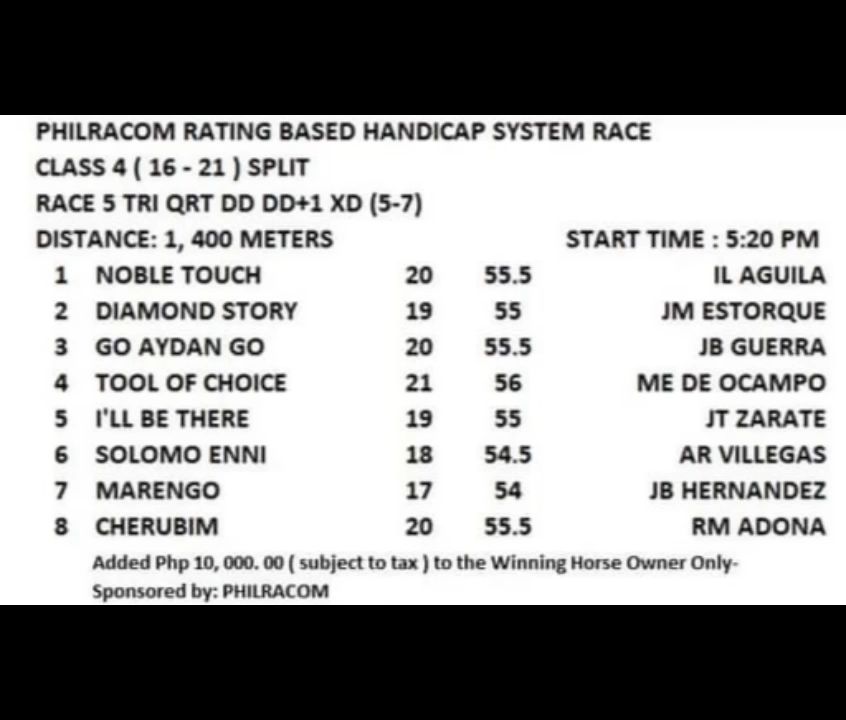 PHILRACOM RATING BASED HANDICAP SYSTEM RACE
CLASS 4 ( 16 - 21 ) SPLIT
RACE 5 TRI QRT DD DD+1 XD (5-7)
DISTANCE: 1, 400 METERS START TIME : 5:20 PM
1 NOBLE TOUCH 20 55.5 IL AGUILA
2 DIAMOND STORY 19 55 JM ESTORQUE
3 GO AYDAN GO 20 55.5 JB GUERRA
4 TOOL OF CHOICE 21 56 ME DE OCAMPO
5 I'LL BE THERE 19 55 JT ZARATE
6 SOLOMO ENNI 18 54.5 AR VILLEGAS
7 MARENGO 17 54 JB HERNANDEZ
8 CHERUBIM 20 55.5 RM ADONA
Added Php 10, 000. 00 ( subject to tax ) to the Winning Horse Owner Only-
Sponsored by: PHILRACOM